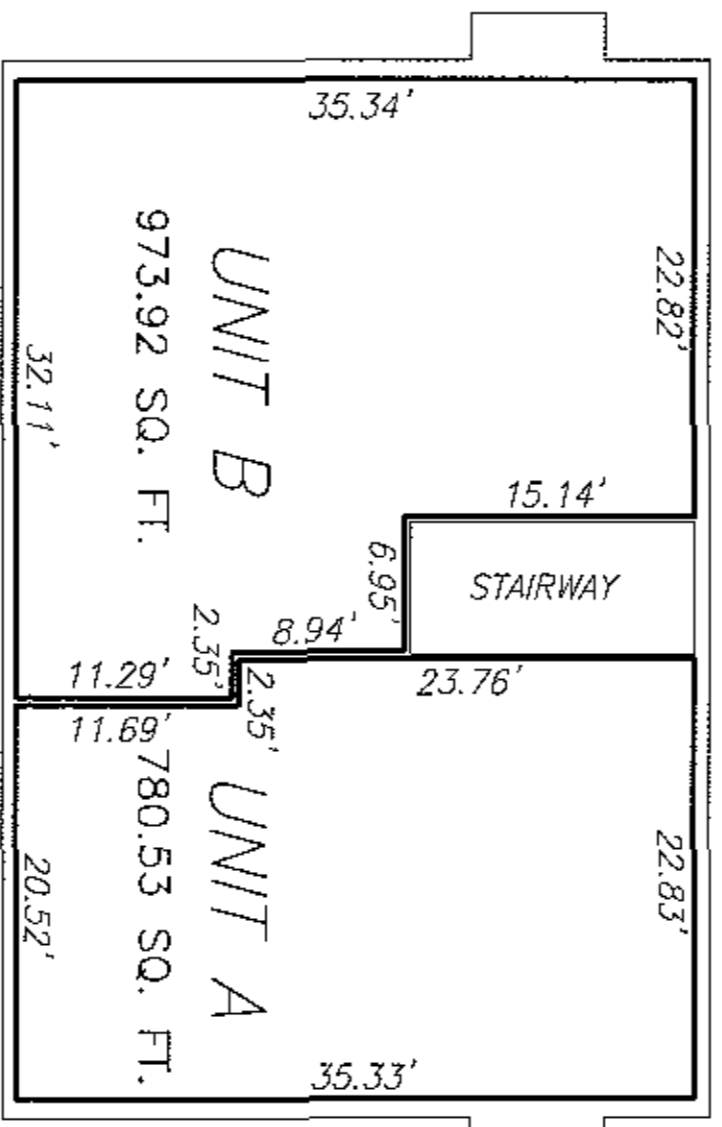 35.34'
22.82'
UNIT B
973.92 SQ. FT.
32.11'
15.14'
6.95'
STAIRWAY
8.94'
2.35'
11.29'
23.76'
2.35'
11.69'
UNIT A
780.53 SQ. FT.
22.83'
20.52'
35.33'